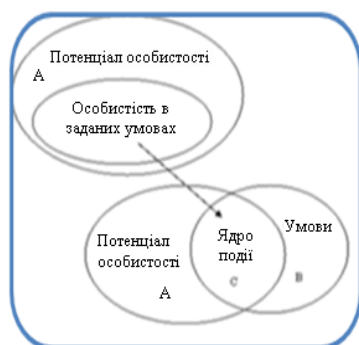 Потенціал особистості
А
Особистість в
заданих умовах
Потенціал
особистості
А
Ядро
події
С
Умови
В